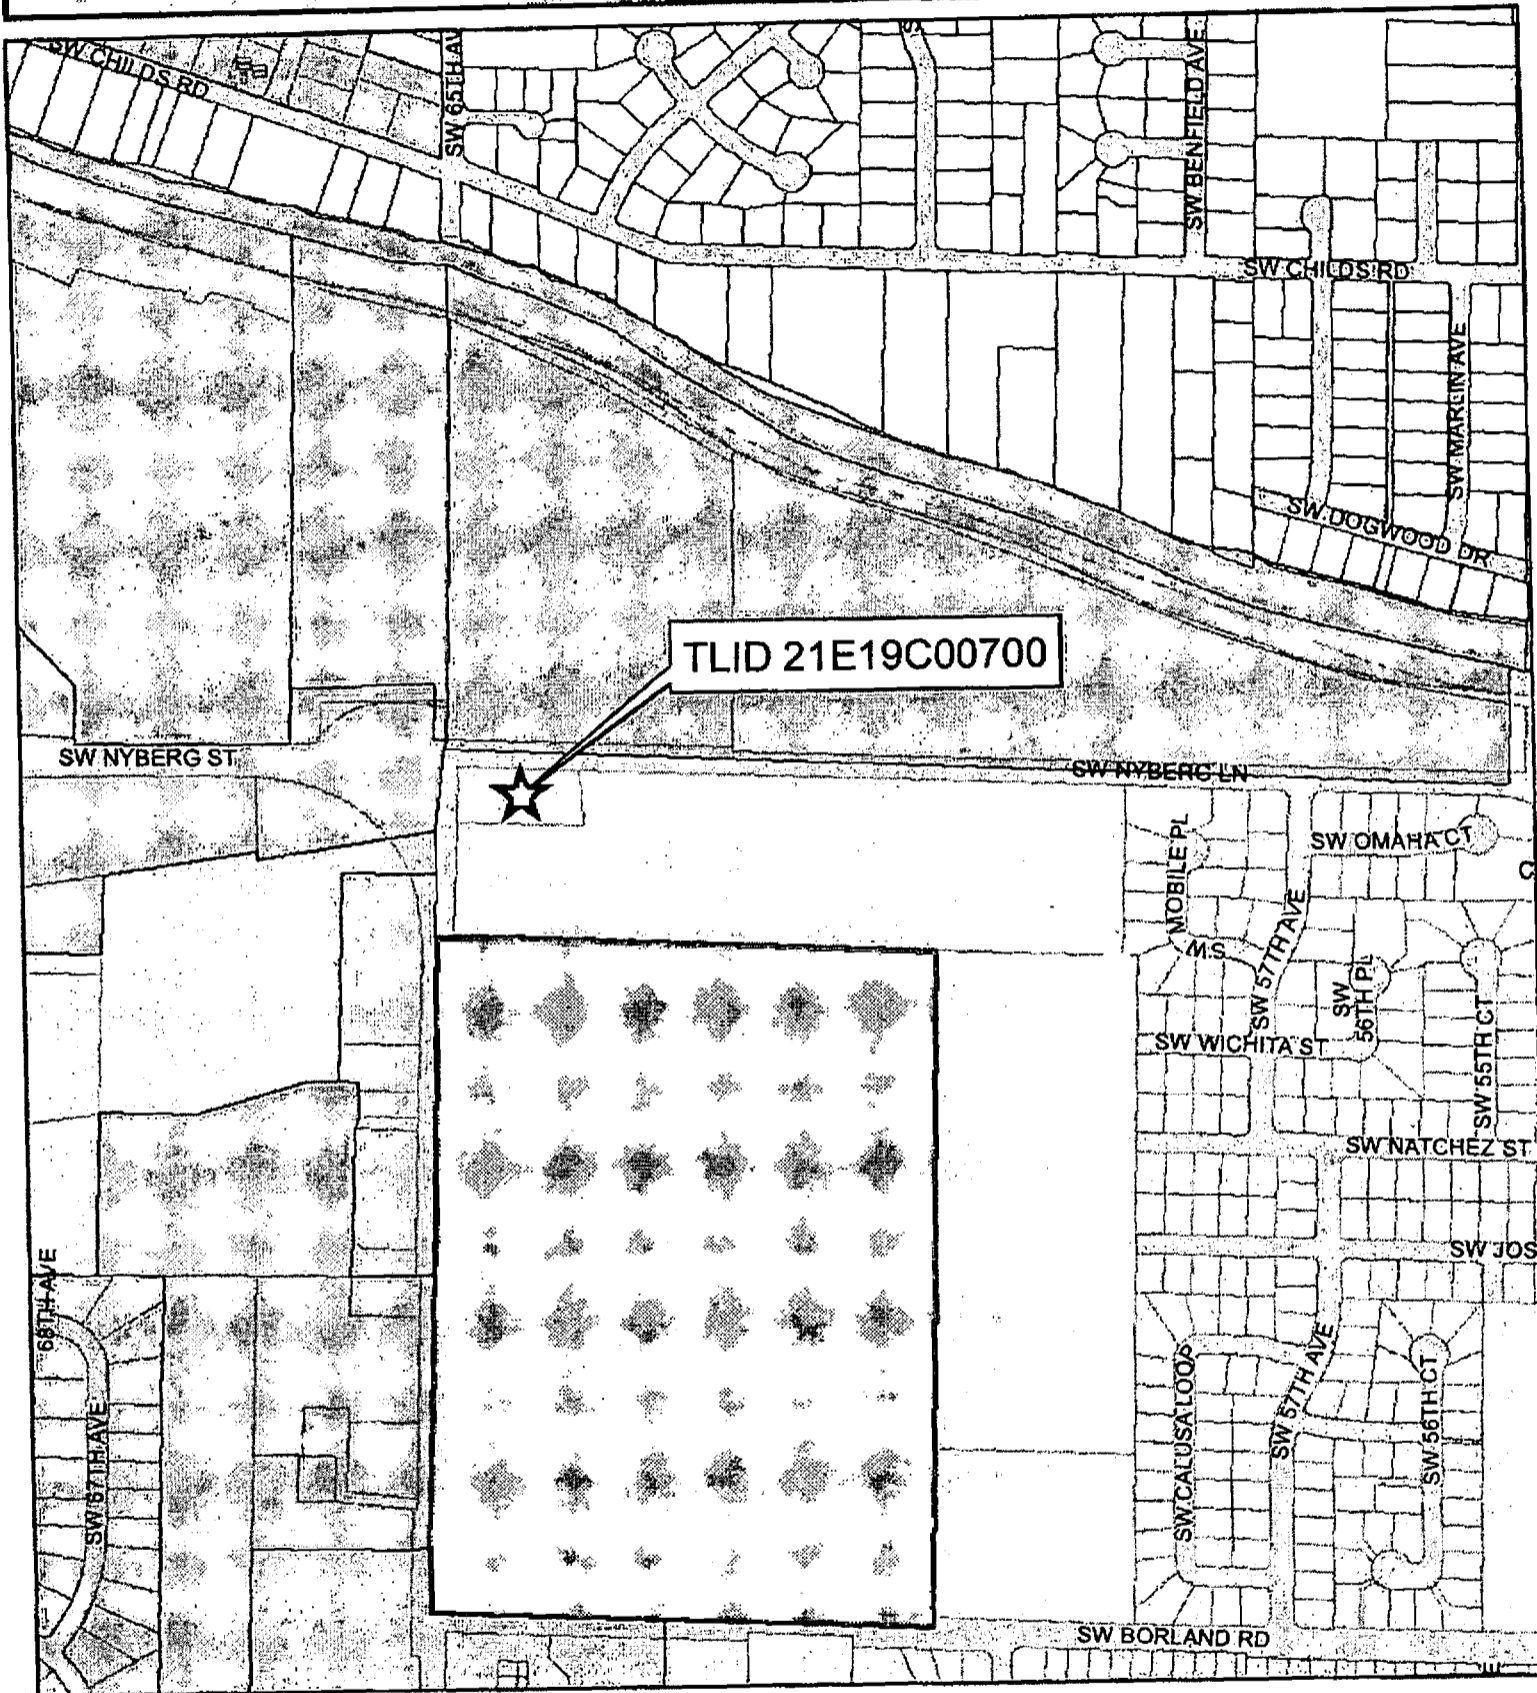 SW CHILDS RD
SW 65TH AV
SW BENFIELD AVE
SW CHILDS RD
SW MARLIN AVE
SW DOGWOOD DR
TLID 21E19C00700
SW NYBERG ST
SW NYBERG LN
MOBILE PL
SW OMAHA CT
SW
SW 57TH AVE
SW
56TH PL
SW 55TH CT
SW WICHITA ST
SW NATCHEZ ST
SW JOS
68TH AVE
SW 67TH AVE
SW CALUSA LOOP
SW 57TH AVE
SW 56TH CT
SW BORLAND RD